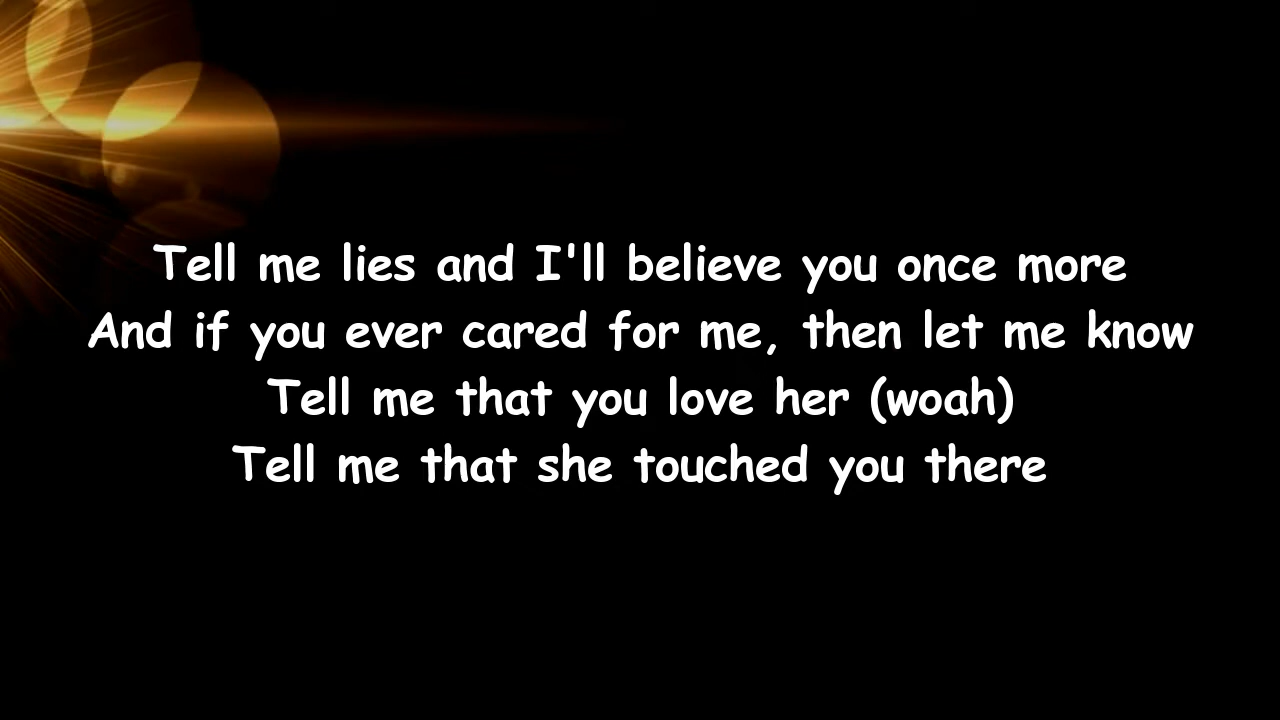 Tell me lies and I'll believe you once more
And if you ever cared for me, then let me know
Tell me that you love her (woah)
Tell me that she touched you there